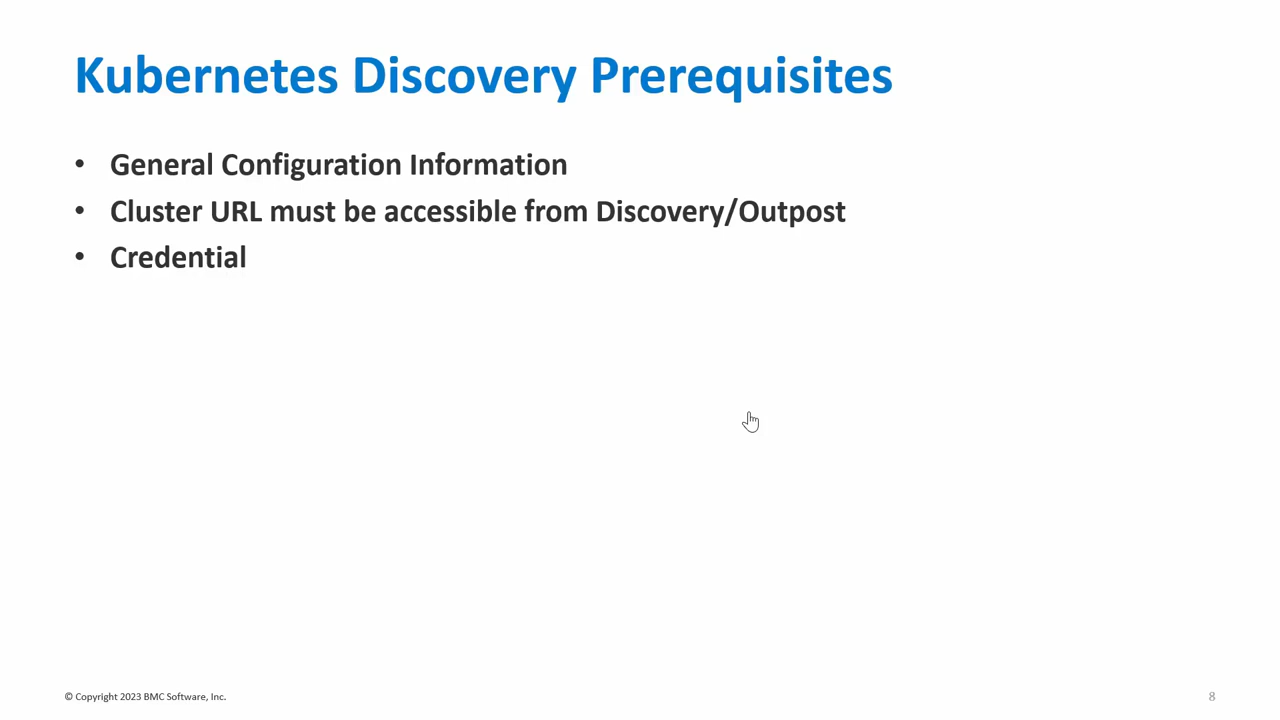 Kubernetes Discovery Prerequisites
• General Configuration Information
• Cluster URL must be accessible from Discovery/Outpost
• Credential
© Copyright 2023 BMC Software, Inc.
8